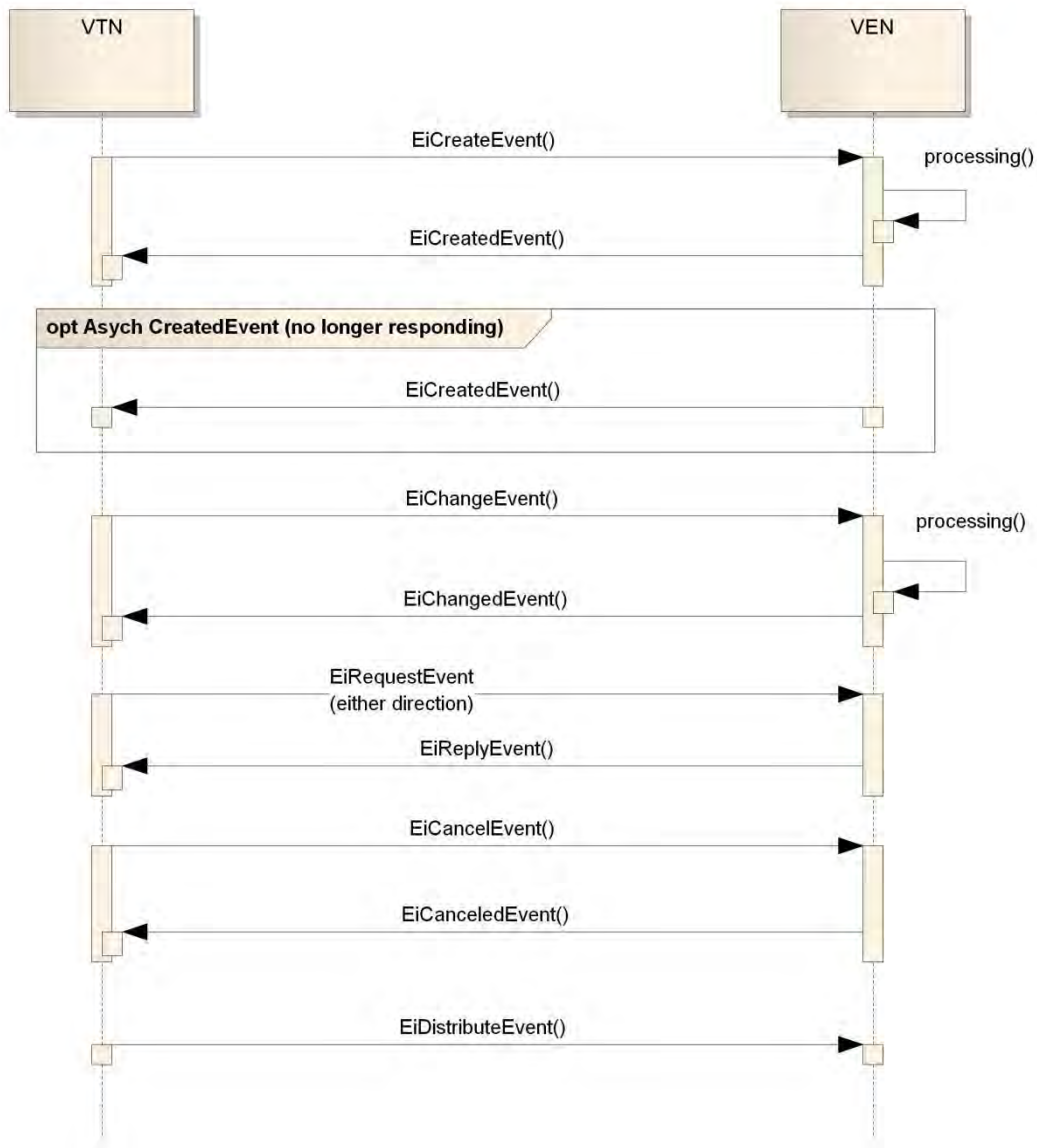 VTN
VEN
EiCreateEvent()
processing()
EiCreatedEvent()
opt Asych CreatedEvent (no longer responding)
EiCreatedEvent()
EiChangeEvent()
processing()
EiChangedEvent()
EiRequestEvent
(either direction)
EiReplyEvent()
EiCancelEvent()
EiCanceledEvent()
EiDistributeEvent()